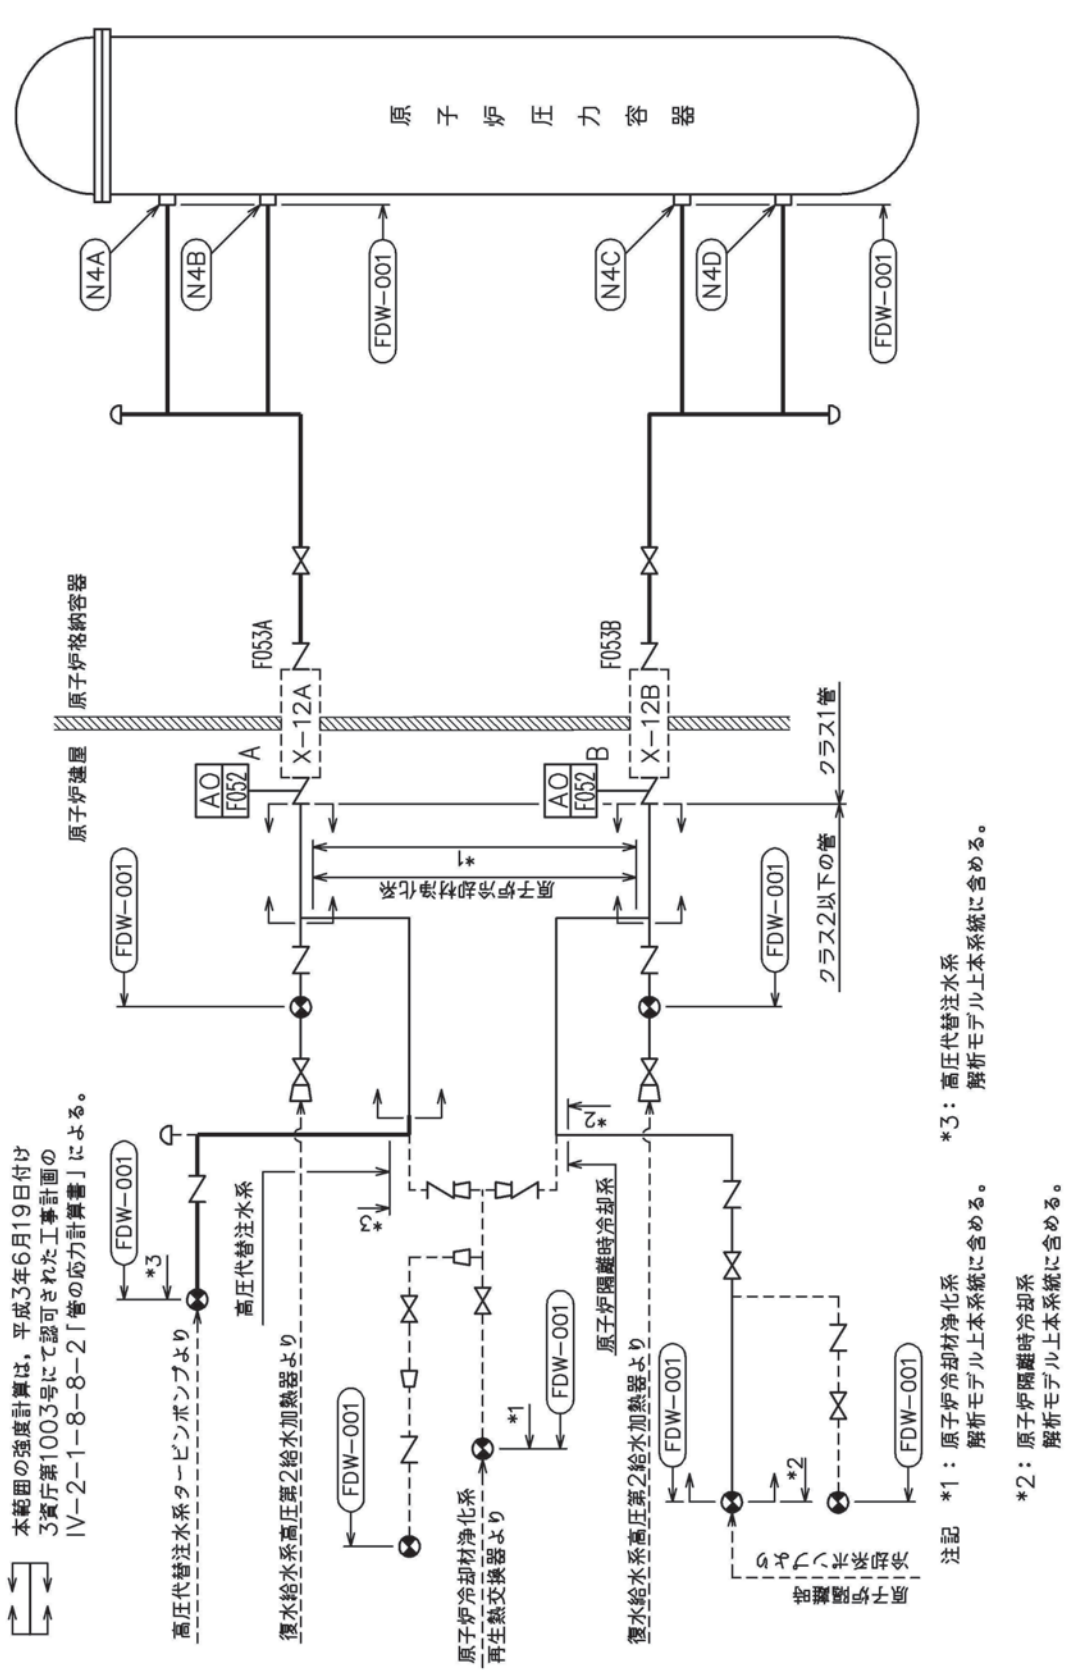 本範囲の強度計算は，平成3年6月19日付け
3資庁第1003号にて認可された工事計画の
IV－2－1－8－8－2「管の応力計算書」による。
原子炉圧力容器
N4A
N4B
FDW－001
N4C
N4D
FDW－001
原子炉格納容器
原子炉建屋
F053A
X－12A
A
AO
F052
F053B
X－12B
B
AO
F052
クラス1管
クラス2以下の管
*1
原子炉冷却材浄化系
FDW－001
FDW－001
FDW－001
*3
高圧代替注水系タービンポンプより
高圧代替注水系
*3
復水給水系高圧第2給水加熱器より
FDW－001
原子炉冷却材浄化系
再生熱交換器より
*1
FDW－001
*2
原子炉隔離時冷却系
復水給水系高圧第2給水加熱器より
FDW－001
*2
FDW－001
原子炉隔離時
冷却系ポンプより
注記　*1：原子炉冷却材浄化系
解析モデル上本系統に含める。
*2：原子炉隔離時冷却系
解析モデル上本系統に含める。
*3：高圧代替注水系
解析モデル上本系統に含める。